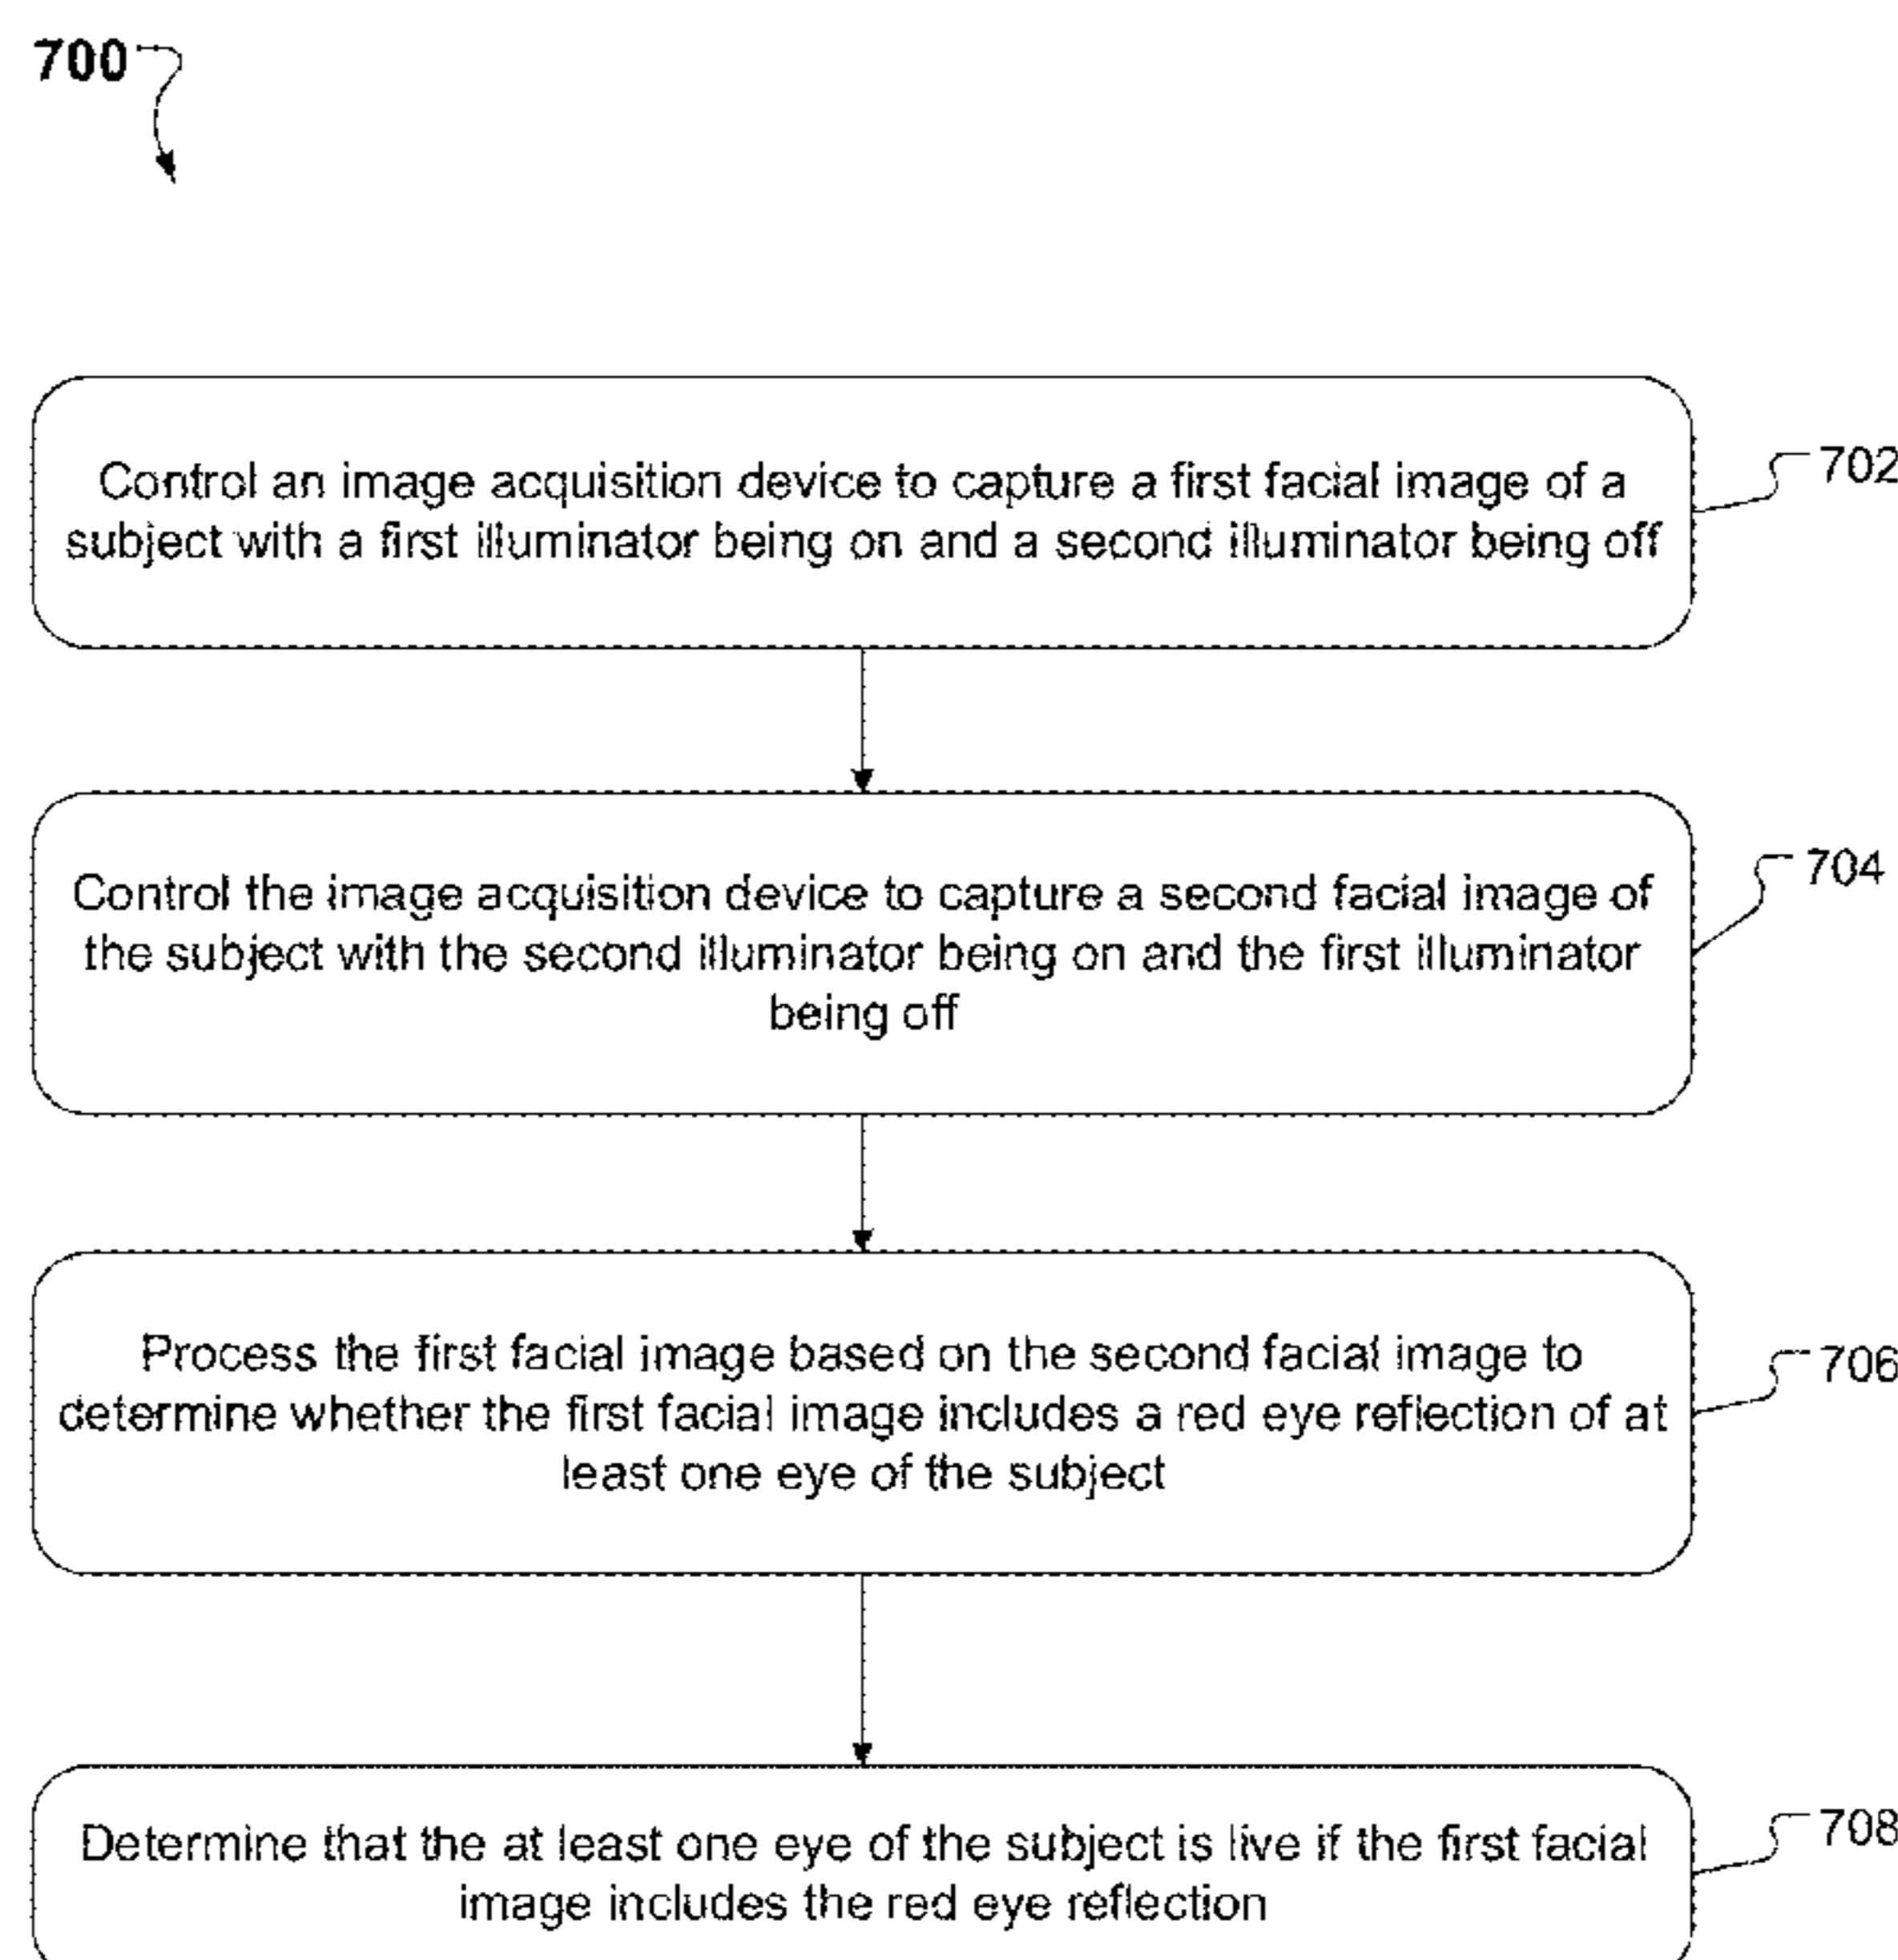 700
Control an image acquisition device to capture a first facial image of a
subject with a first illuminator being on and a second illuminator being off
702
Control the image acquisition device to capture a second facial image of
the subject with the second illuminator being on and the first illuminator
being off
704
Process the first facial image based on the second facial image to
determine whether the first facial image includes a red eye reflection of at
least one eye of the subject
706
Determine that the at least one eye of the subject is live if the first facial
image includes the red eye reflection
708